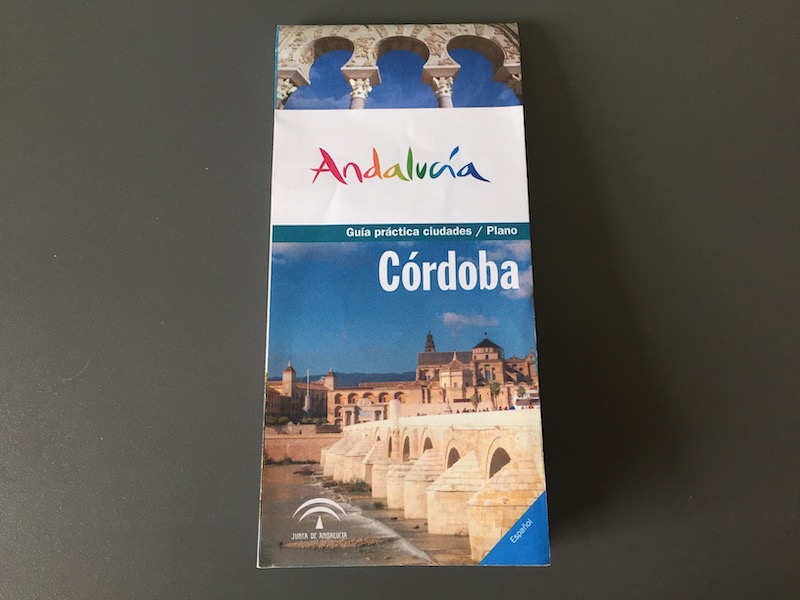 Andalucía
Guía práctica ciudades / Plano
Córdoba
JUNTA DE ANDALUCIA
Español